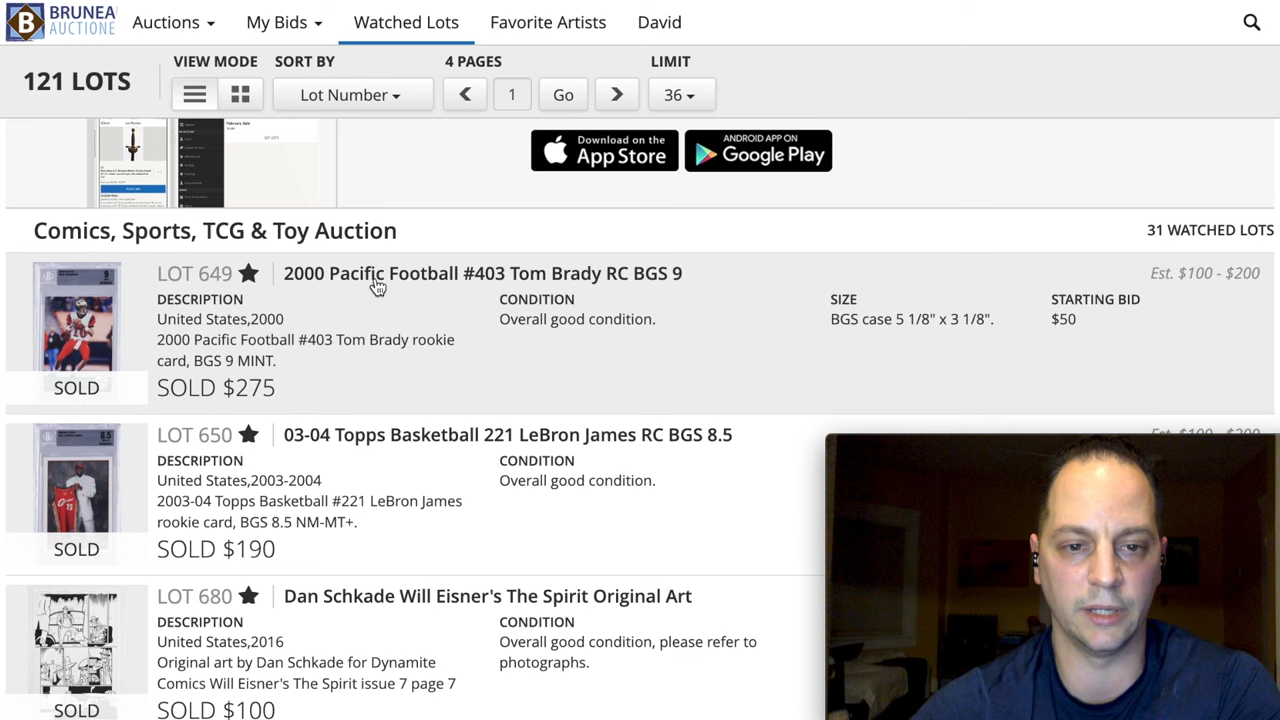 BRUNEA
AUCTIONE
B
Auctions
My Bids
Watched Lots
Favorite Artists
David
121 LOTS
VIEW MODE
SORT BY
4 PAGES
LIMIT
Lot Number
1
Go
36
Download on the
App Store
ANDROID APP ON
Google Play
Comics, Sports, TCG & Toy Auction
31 WATCHED LOTS
LOT 649
2000 Pacific Football #403 Tom Brady RC BGS 9
Est. $100 - $200
DESCRIPTION
CONDITION
SIZE
STARTING BID
United States,2000
Overall good condition.
BGS case 5 1/8" x 3 1/8".
$50
2000 Pacific Football #403 Tom Brady rookie
card, BGS 9 MINT.
SOLD
SOLD $275
LOT 650
03-04 Topps Basketball 221 LeBron James RC BGS 8.5
DESCRIPTION
CONDITION
United States,2003-2004
Overall good condition.
2003-04 Topps Basketball #221 LeBron James
rookie card, BGS 8.5 NM-MT+.
SOLD
SOLD $190
LOT 680
Dan Schkade Will Eisner's The Spirit Original Art
DESCRIPTION
CONDITION
United States,2016
Overall good condition, please refer to
photographs.
Original art by Dan Schkade for Dynamite
Comics Will Eisner's The Spirit issue 7 page 7
SOLD
SOLD $100